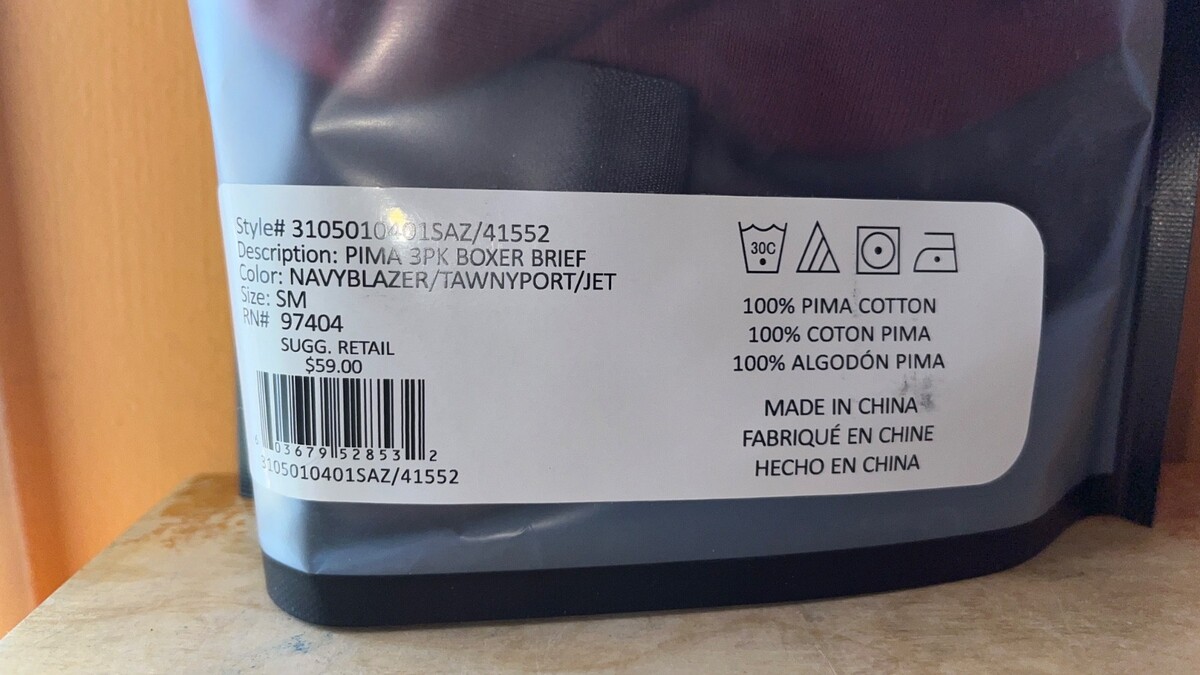 Style# 3105010401SAZ/41552
Description: PIMA 3PK BOXER BRIEF
Color: NAVYBLAZER/TAWNYPORT/JET
Size: SM
RN# 97404
SUGG. RETAIL
$59.00
6 03679 52853 2
3105010401SAZ/41552
30C
100% PIMA COTTON
100% COTON PIMA
100% ALGODÓN PIMA
MADE IN CHINA
FABRIQUÉ EN CHINE
HECHO EN CHINA